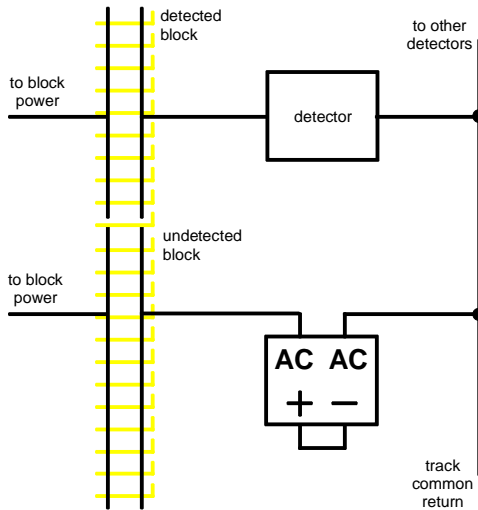 detected
block
to other
detectors
to block
power
detector
undetected
block
to block
power
AC AC
+ −
track
common
return